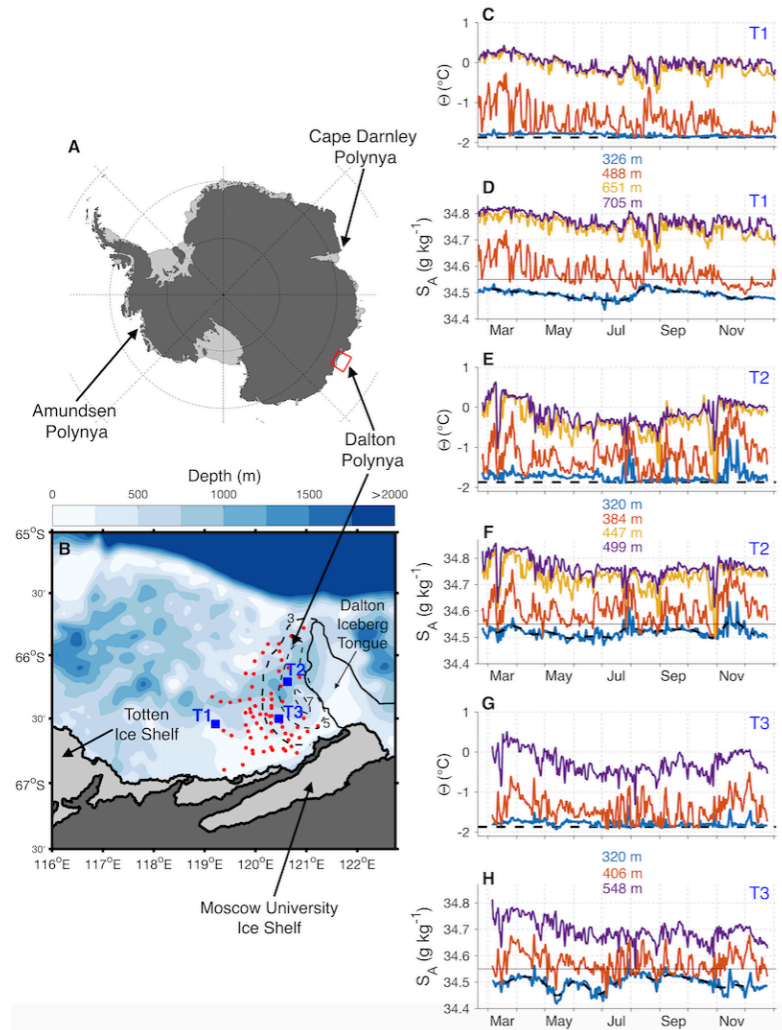 A
Cape Darnley
Polynya
Amundsen
Polynya
Dalton
Polynya
Depth (m)
0 500 1000 1500 >2000
B
65°S
30'
66°S
30'
67°S
30'
116°E 117°E 118°E 119°E 120°E 121°E 122°E
3
Dalton
Iceberg
Tongue
T2
7
T1
T3
5
Totten
Ice Shelf
Moscow University
Ice Shelf
C
T1
Θ (°C)
0
-1
-2
326 m
488 m
651 m
705 m
D
T1
S_A (g kg⁻¹)
34.8
34.7
34.6
34.5
34.4
Mar May Jul Sep Nov
E
T2
Θ (°C)
0
-1
-2
320 m
384 m
447 m
499 m
F
T2
S_A (g kg⁻¹)
34.8
34.7
34.6
34.5
34.4
Mar May Jul Sep Nov
G
T3
Θ (°C)
0
-1
-2
320 m
406 m
548 m
H
T3
S_A (g kg⁻¹)
34.8
34.7
34.6
34.5
34.4
Mar May Jul Sep Nov